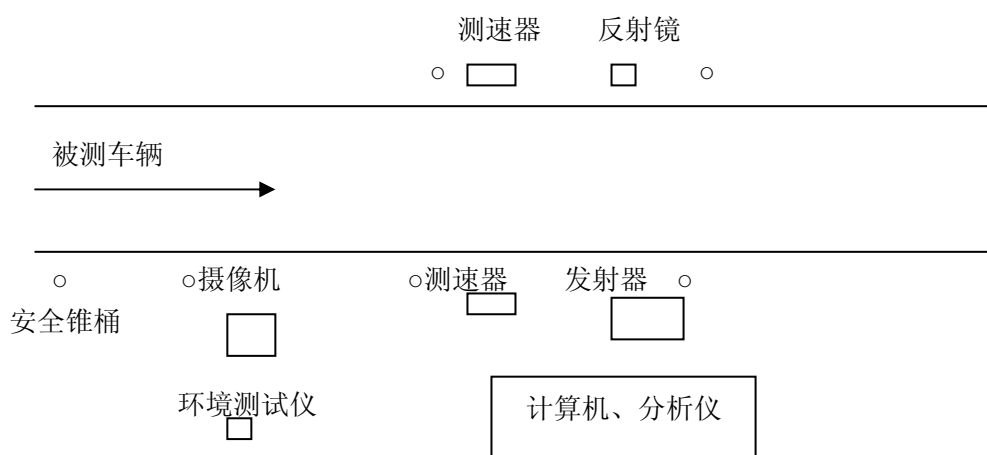 测速器 反射镜
被测车辆
摄像机 测速器 发射器
安全锥桶
环境测试仪 计算机、分析仪